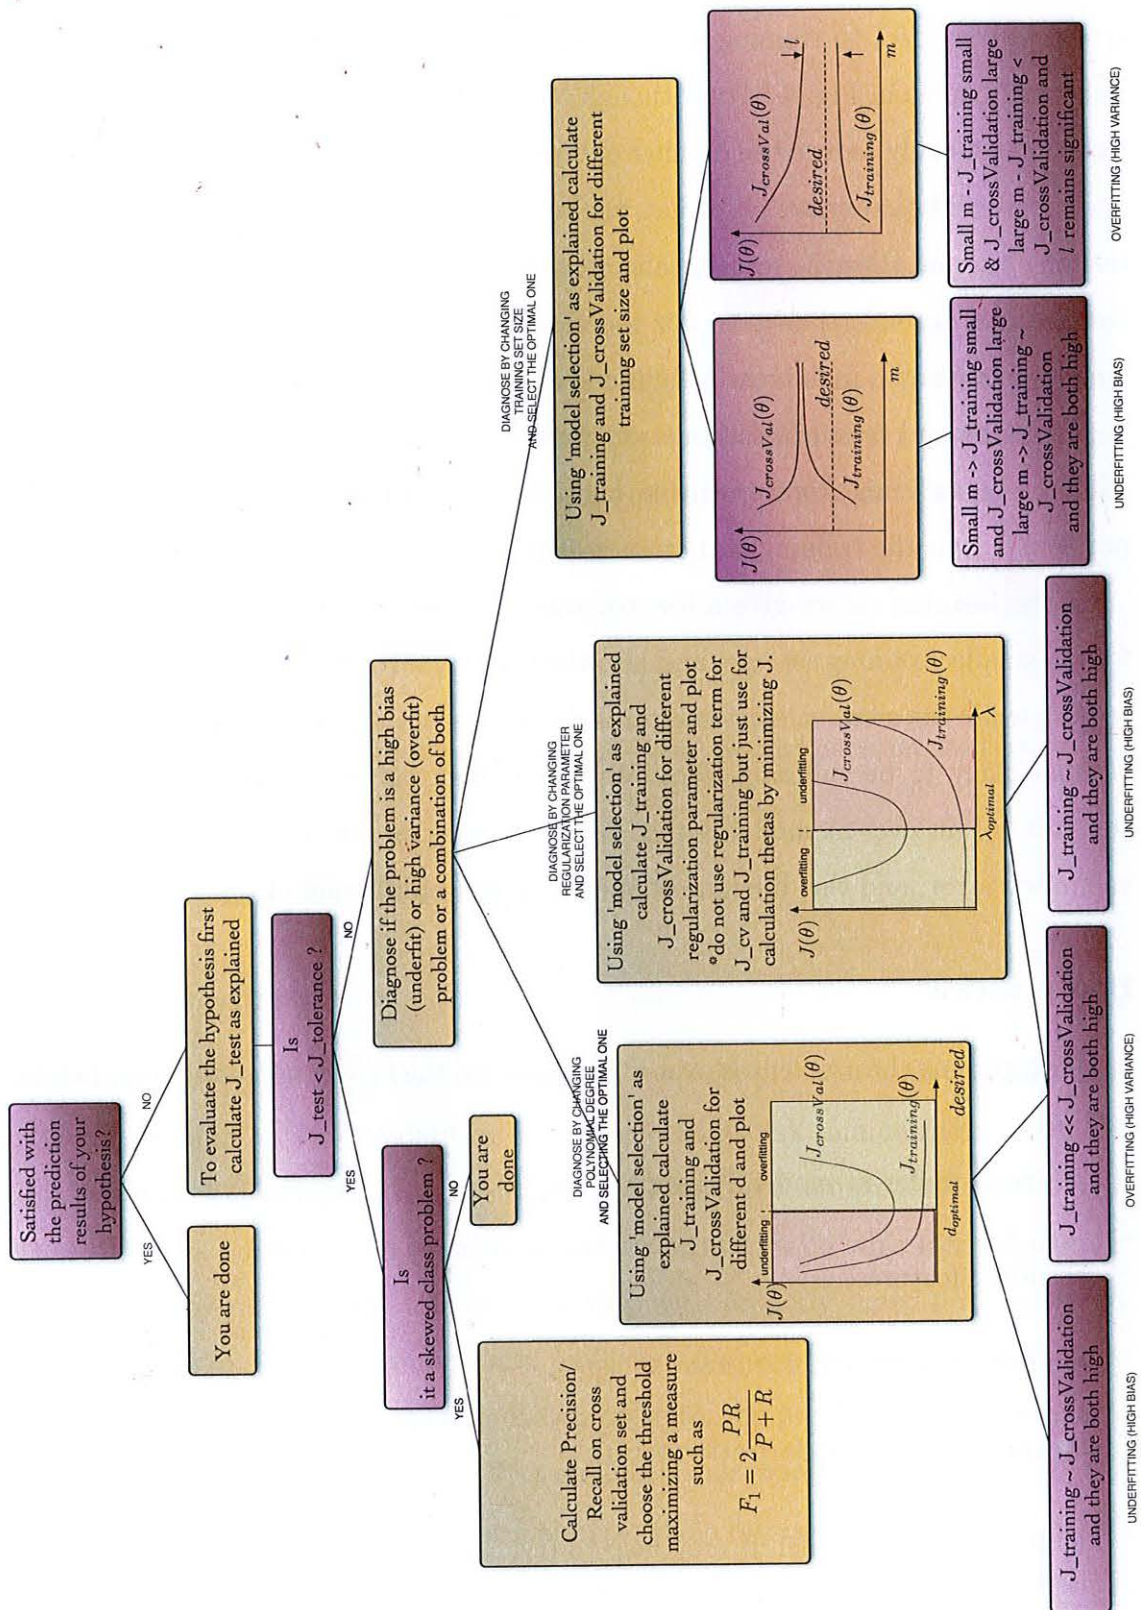 Satisfied with
the prediction
results of your
hypothesis?
YES
NO
You are done
To evaluate the hypothesis first
calculate J_test as explained
Is
J_test < J_tolerance ?
YES
NO
Is
it a skewed class problem ?
YES
NO
You are
done
Diagnose if the problem is a high bias
(underfit) or high variance (overfit)
problem or a combination of both
Calculate Precision/
Recall on cross
validation set and
choose the threshold
maximizing a measure
such as
F₁ = 2 PR / P + R
DIAGNOSE BY CHANGING
POLYNOMIAL DEGREE
AND SELECTING THE OPTIMAL ONE
Using 'model selection' as
explained calculate
J_training and
J_crossValidation for
different d and plot
J(θ)
underfitting
overfitting
J_crossVal(θ)
J_training(θ)
d_optimal
desired
DIAGNOSE BY CHANGING
REGULARIZATION PARAMETER
AND SELECT THE OPTIMAL ONE
Using 'model selection' as explained
calculate J_training and
J_crossValidation for different
regularization parameter and plot
*do not use regularization term for
J_cv and J_training but just use for
calculation thetas by minimizing J.
J(θ)
overfitting
underfitting
J_crossVal(θ)
J_training(θ)
λ_optimal
λ
DIAGNOSE BY CHANGING
TRAINING SET SIZE
AND SELECT THE OPTIMAL ONE
Using 'model selection' as explained calculate
J_training and J_crossValidation for different
training set size and plot
J(θ)
J_crossVal(θ)
desired
J_training(θ)
m
J(θ)
J_crossVal(θ)
l
desired
J_training(θ)
m
J_training ~ J_crossValidation
and they are both high
UNDERFITTING (HIGH BIAS)
J_training << J_crossValidation
and they are both high
OVERFITTING (HIGH VARIANCE)
J_training ~ J_crossValidation
and they are both high
UNDERFITTING (HIGH BIAS)
Small m -> J_training small
and J_crossValidation large
large m -> J_training ~
J_crossValidation
and they are both high
UNDERFITTING (HIGH BIAS)
Small m - J_training small
& J_crossValidation large
large m - J_training <
J_crossValidation and
l remains significant
OVERFITTING (HIGH VARIANCE)